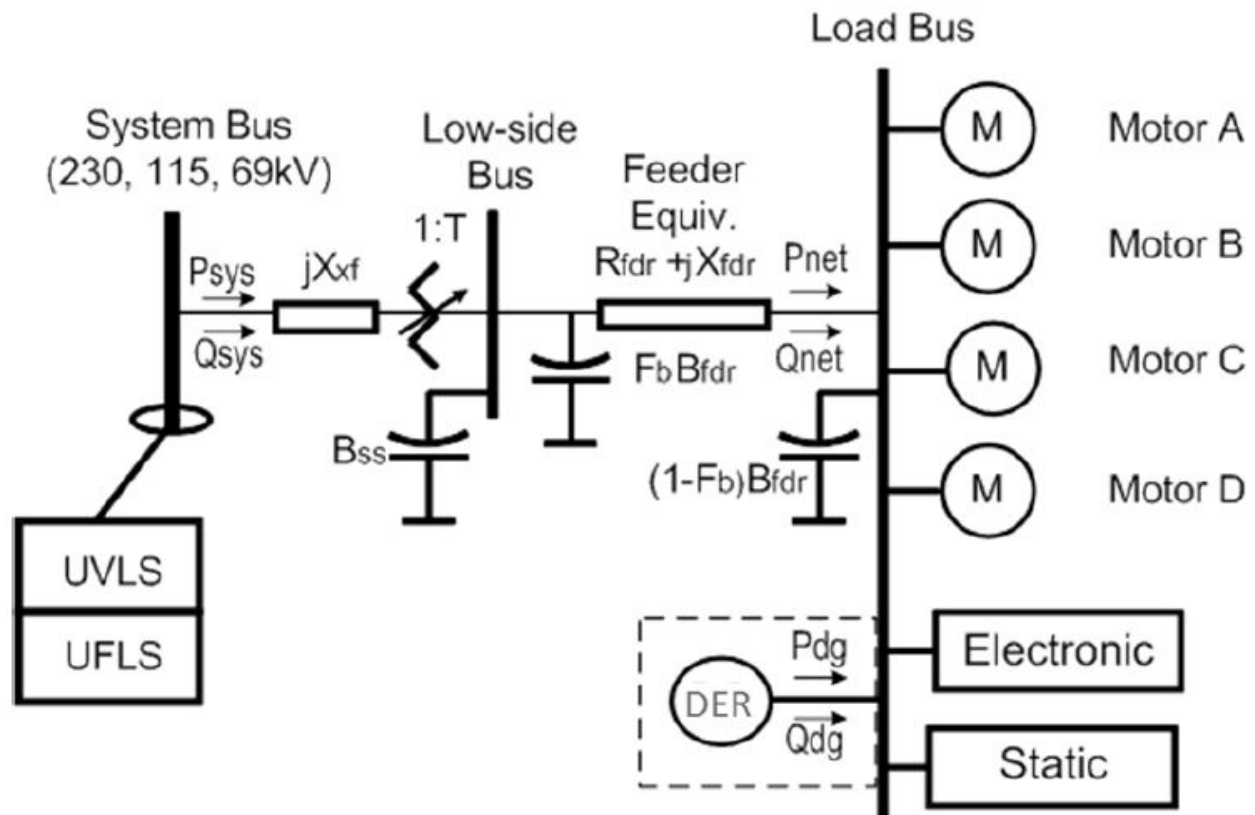 Load Bus
System Bus
(230, 115, 69kV)
Low-side
Bus
Feeder
Equiv.
Rfdr +jXfdr
1:T
jXxf
Psys
Qsys
Pnet
Qnet
FbBfdr
Bss
(1-Fb)Bfdr
M
Motor A
M
Motor B
M
Motor C
M
Motor D
UVLS
UFLS
Pdg
DER
Qdg
Electronic
Static